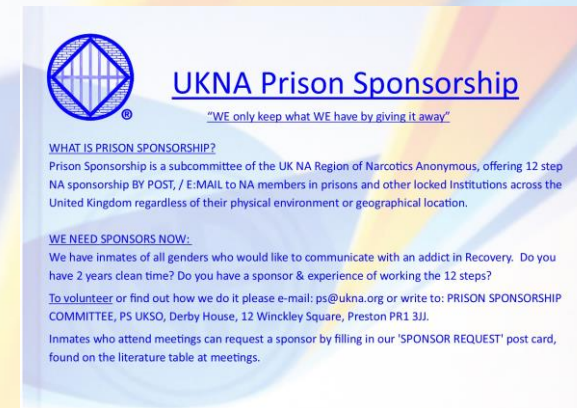 UKNA Prison Sponsorship
"WE only keep what WE have by giving it away"
WHAT IS PRISON SPONSORSHIP?
Prison Sponsorship is a subcommittee of the UK NA Region of Narcotics Anonymous, offering 12 step
NA sponsorship BY POST, / E:MAIL to NA members in prisons and other locked Institutions across the
United Kingdom regardless of their physical environment or geographical location.
WE NEED SPONSORS NOW:
We have inmates of all genders who would like to communicate with an addict in Recovery.  Do you
have 2 years clean time? Do you have a sponsor & experience of working the 12 steps?
To volunteer or find out how we do it please e-mail: ps@ukna.org or write to: PRISON SPONSORSHIP
COMMITTEE, PS UKSO, Derby House, 12 Winckley Square, Preston PR1 3JJ.
Inmates who attend meetings can request a sponsor by filling in our 'SPONSOR REQUEST' post card,
found on the literature table at meetings.
®